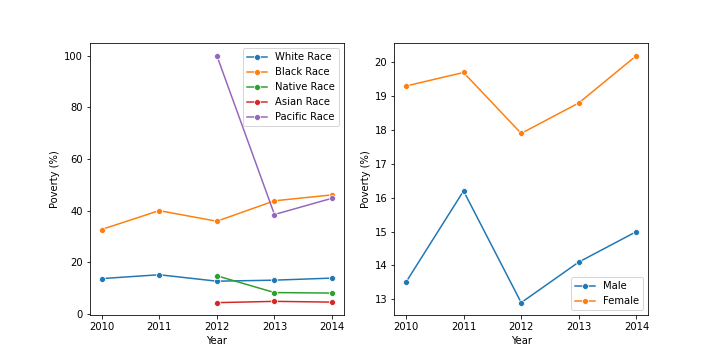 100
80
60
40
20
0
Poverty (%)
2010 2011 2012 2013 2014
Year
White Race
Black Race
Native Race
Asian Race
Pacific Race
20
19
18
17
16
15
14
13
Poverty (%)
2010 2011 2012 2013 2014
Year
Male
Female